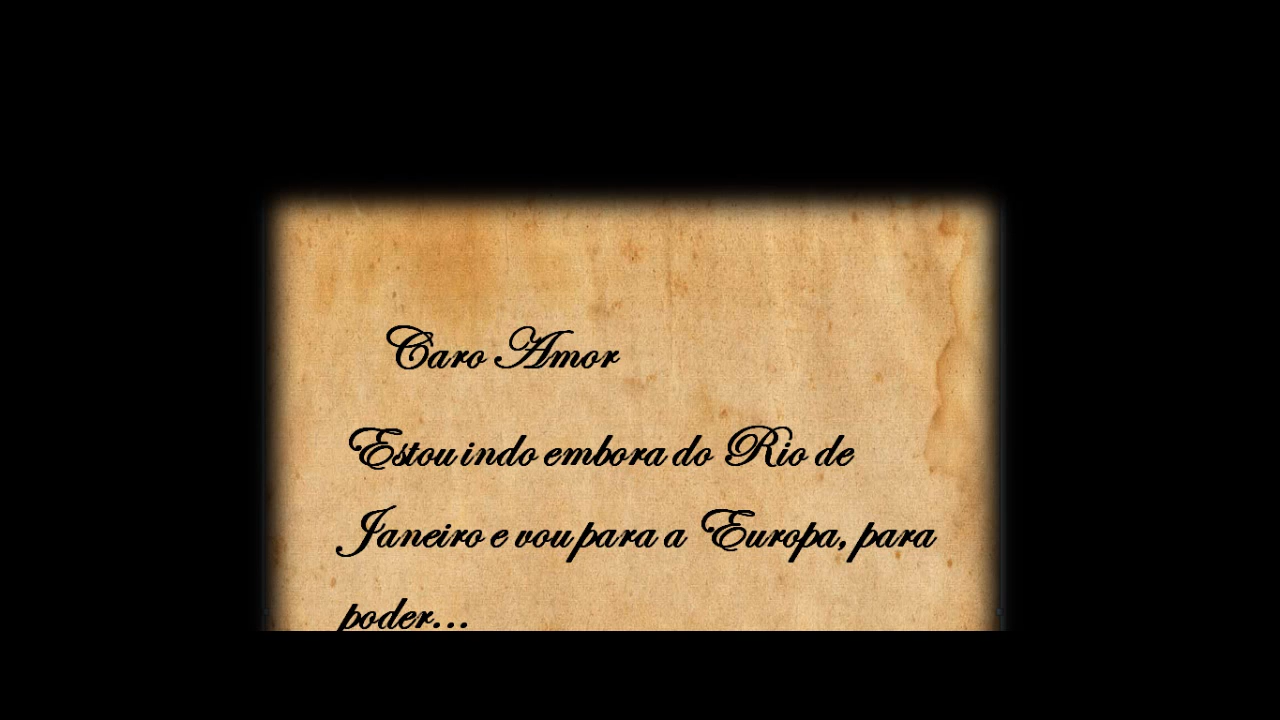 Caro Amor
Estou indo embora do Rio de
Janeiro e vou para a Europa, para
poder...